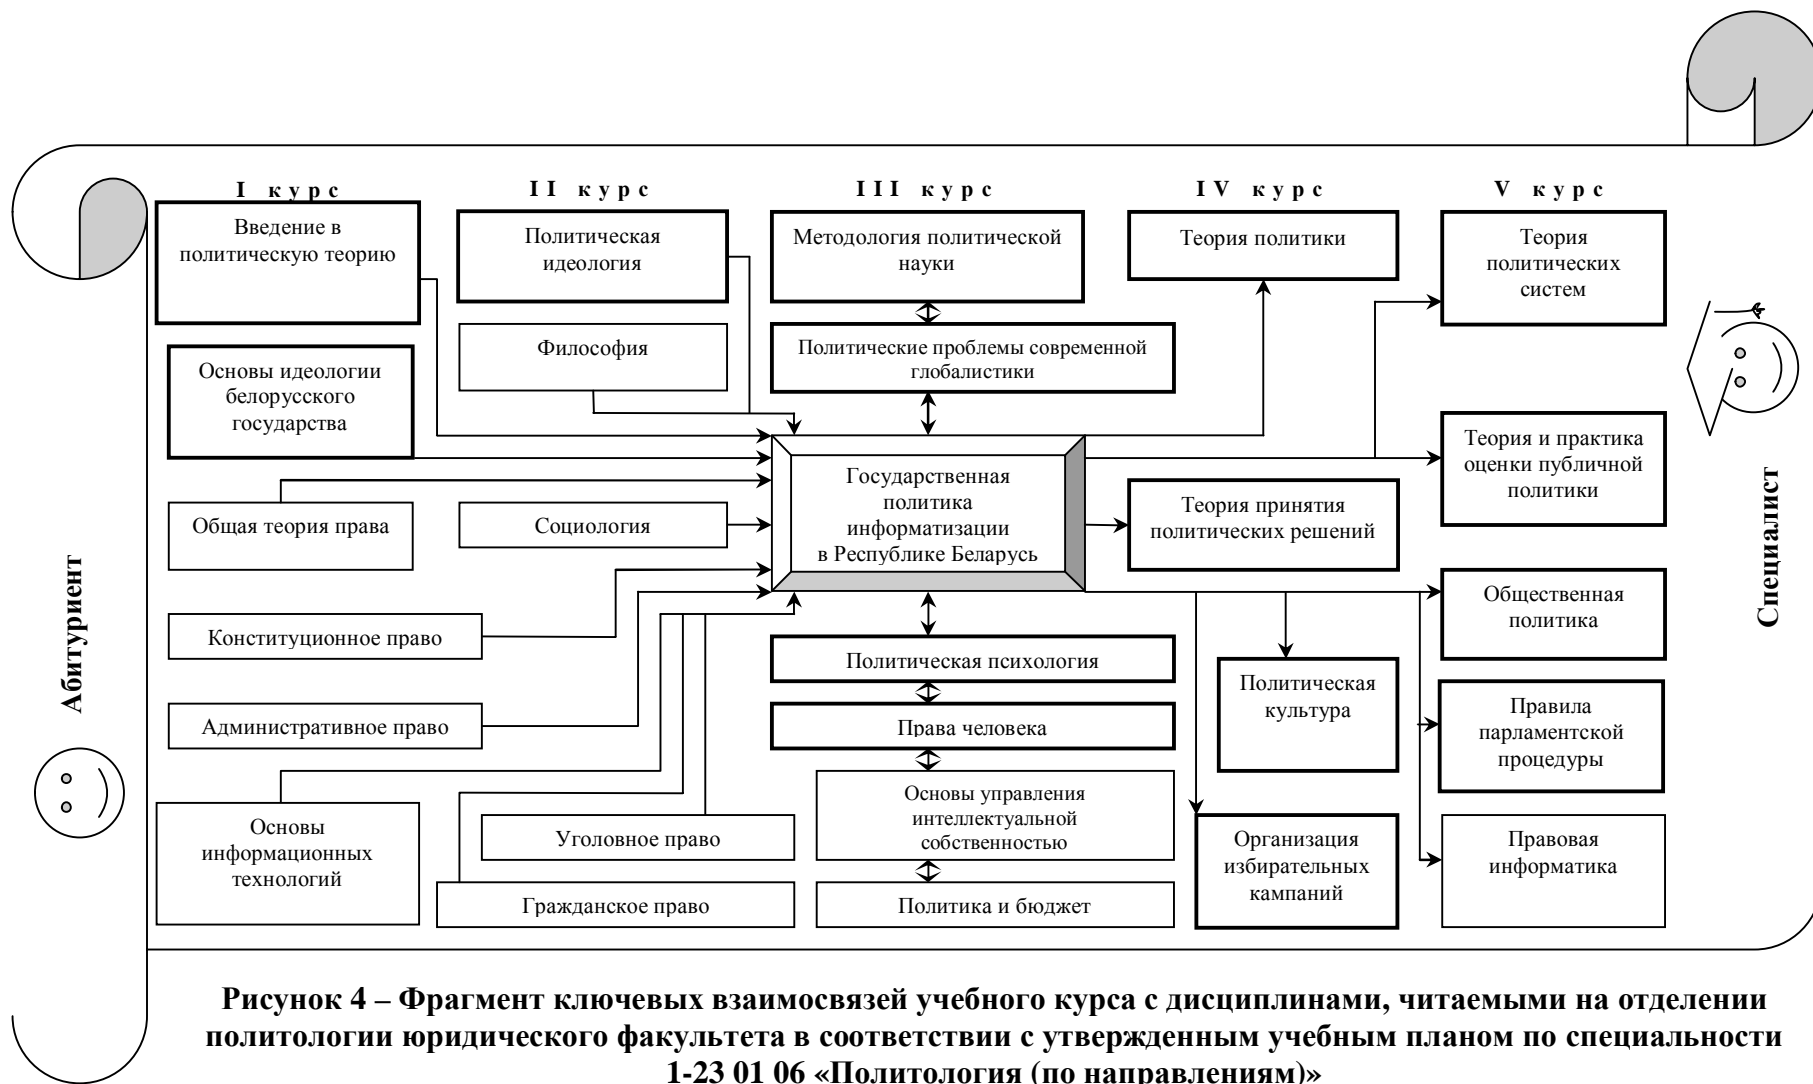 I курс
II курс
III курс
IV курс
V курс
Введение в
политическую теорию
Основы идеологии
белорусского
государства
Общая теория права
Конституционное право
Административное право
Основы
информационных
технологий
Политическая
идеология
Философия
Социология
Уголовное право
Гражданское право
Методология политической
науки
Политические проблемы современной
глобалистики
Государственная
политика
информатизации
в Республике Беларусь
Политическая психология
Права человека
Основы управления
интеллектуальной
собственностью
Политика и бюджет
Теория политики
Теория принятия
политических решений
Политическая
культура
Организация
избирательных
кампаний
Теория
политических
систем
Теория и практика
оценки публичной
политики
Общественная
политика
Правила
парламентской
процедуры
Правовая
информатика
Абитуриент
Специалист
Рисунок 4 – Фрагмент ключевых взаимосвязей учебного курса с дисциплинами, читаемыми на отделении
политологии юридического факультета в соответствии с утвержденным учебным планом по специальности
1-23 01 06 «Политология (по направлениям)»